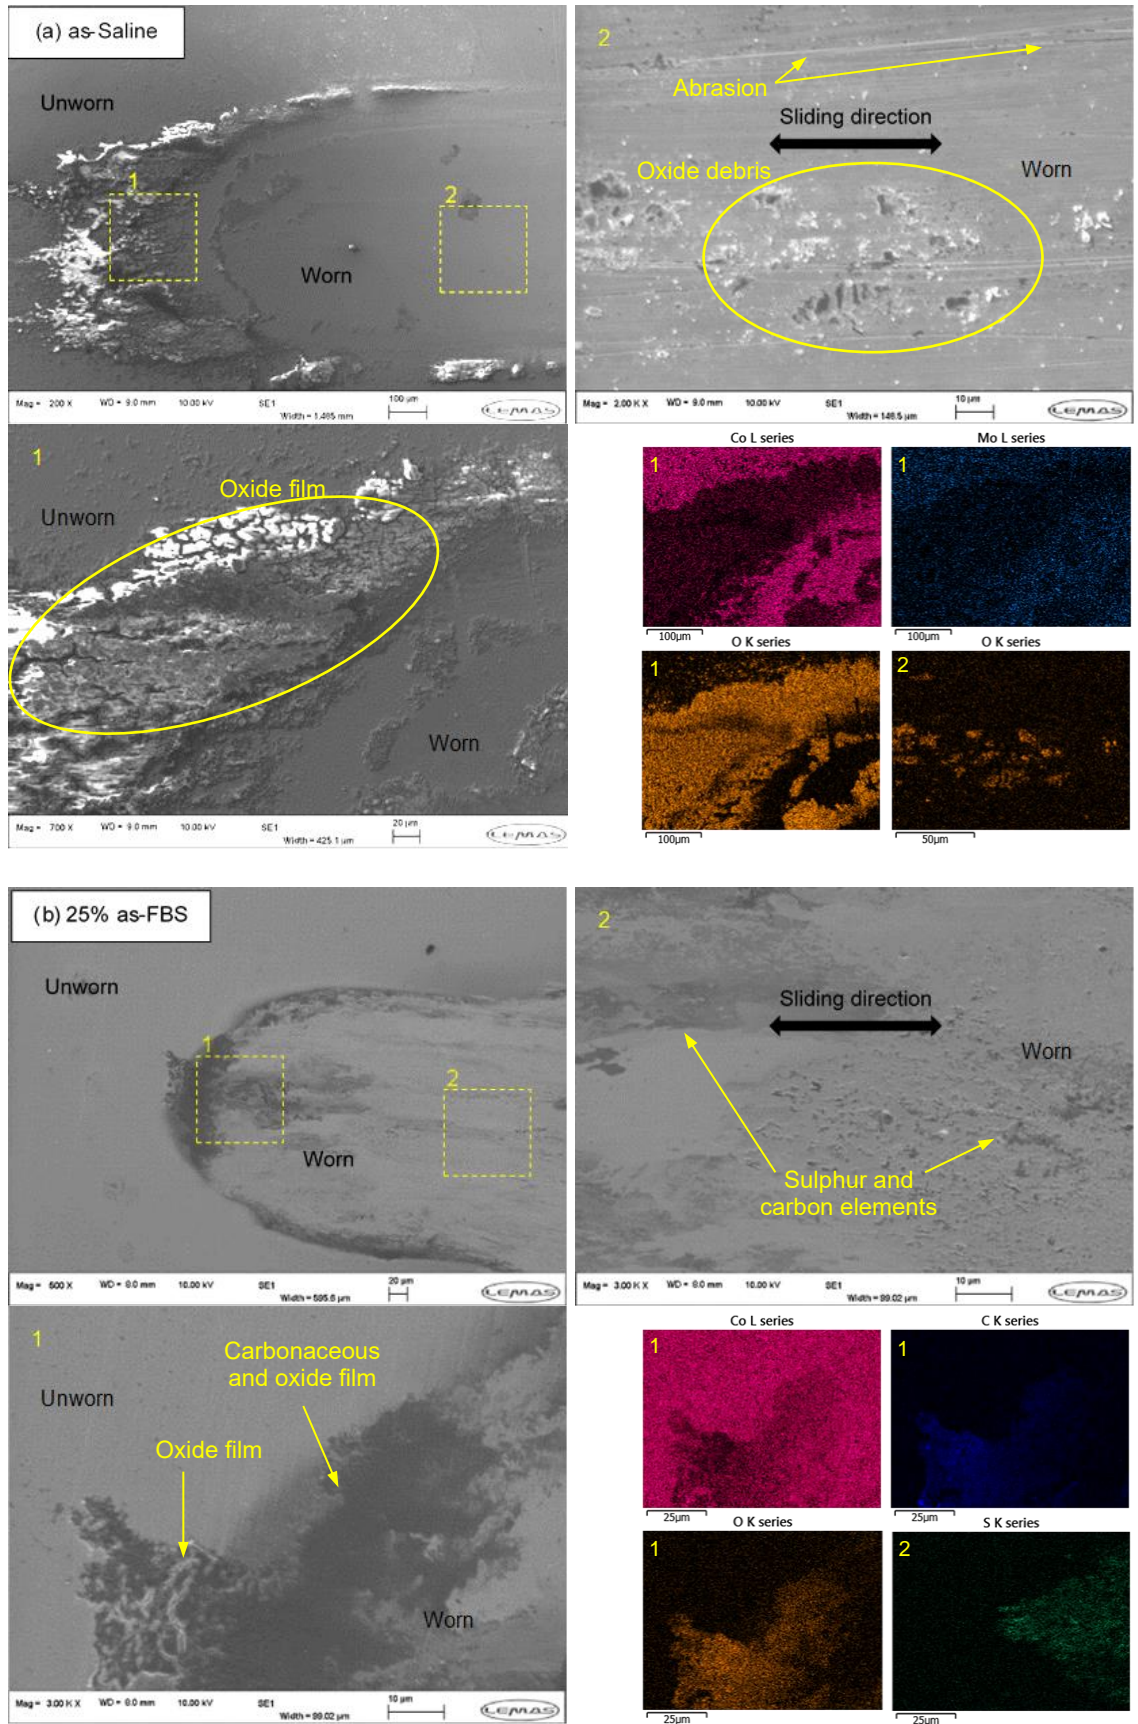 (a) as-Saline
Unworn
1
2
Worn
Mag = 200 X WD = 9.0 mm 10.00 kV SE1 100 µm
Width = 1.485 mm
LEMAS
2
Abrasion
Sliding direction
Oxide debris
Worn
Mag = 2.00 K X WD = 9.0 mm 10.00 kV SE1 10 µm
Width = 148.5 µm
LEMAS
1
Oxide film
Unworn
Worn
Mag = 700 X WD = 9.0 mm 10.00 kV SE1 20 µm
Width = 425.1 µm
LEMAS
Co L series
1
100µm
Mo L series
1
100µm
O K series
1
100µm
O K series
2
50µm
(b) 25% as-FBS
Unworn
1
2
Worn
Mag = 500 X WD = 8.0 mm 10.00 kV SE1 20 µm
Width = 595.6 µm
LEMAS
2
Sliding direction
Worn
Sulphur and
carbon elements
Mag = 3.00 K X WD = 8.0 mm 10.00 kV SE1 10 µm
Width = 99.02 µm
LEMAS
1
Carbonaceous
and oxide film
Unworn
Oxide film
Worn
Mag = 3.00 K X WD = 8.0 mm 10.00 kV SE1 10 µm
Width = 99.02 µm
LEMAS
Co L series
1
25µm
C K series
1
25µm
O K series
1
25µm
S K series
2
25µm